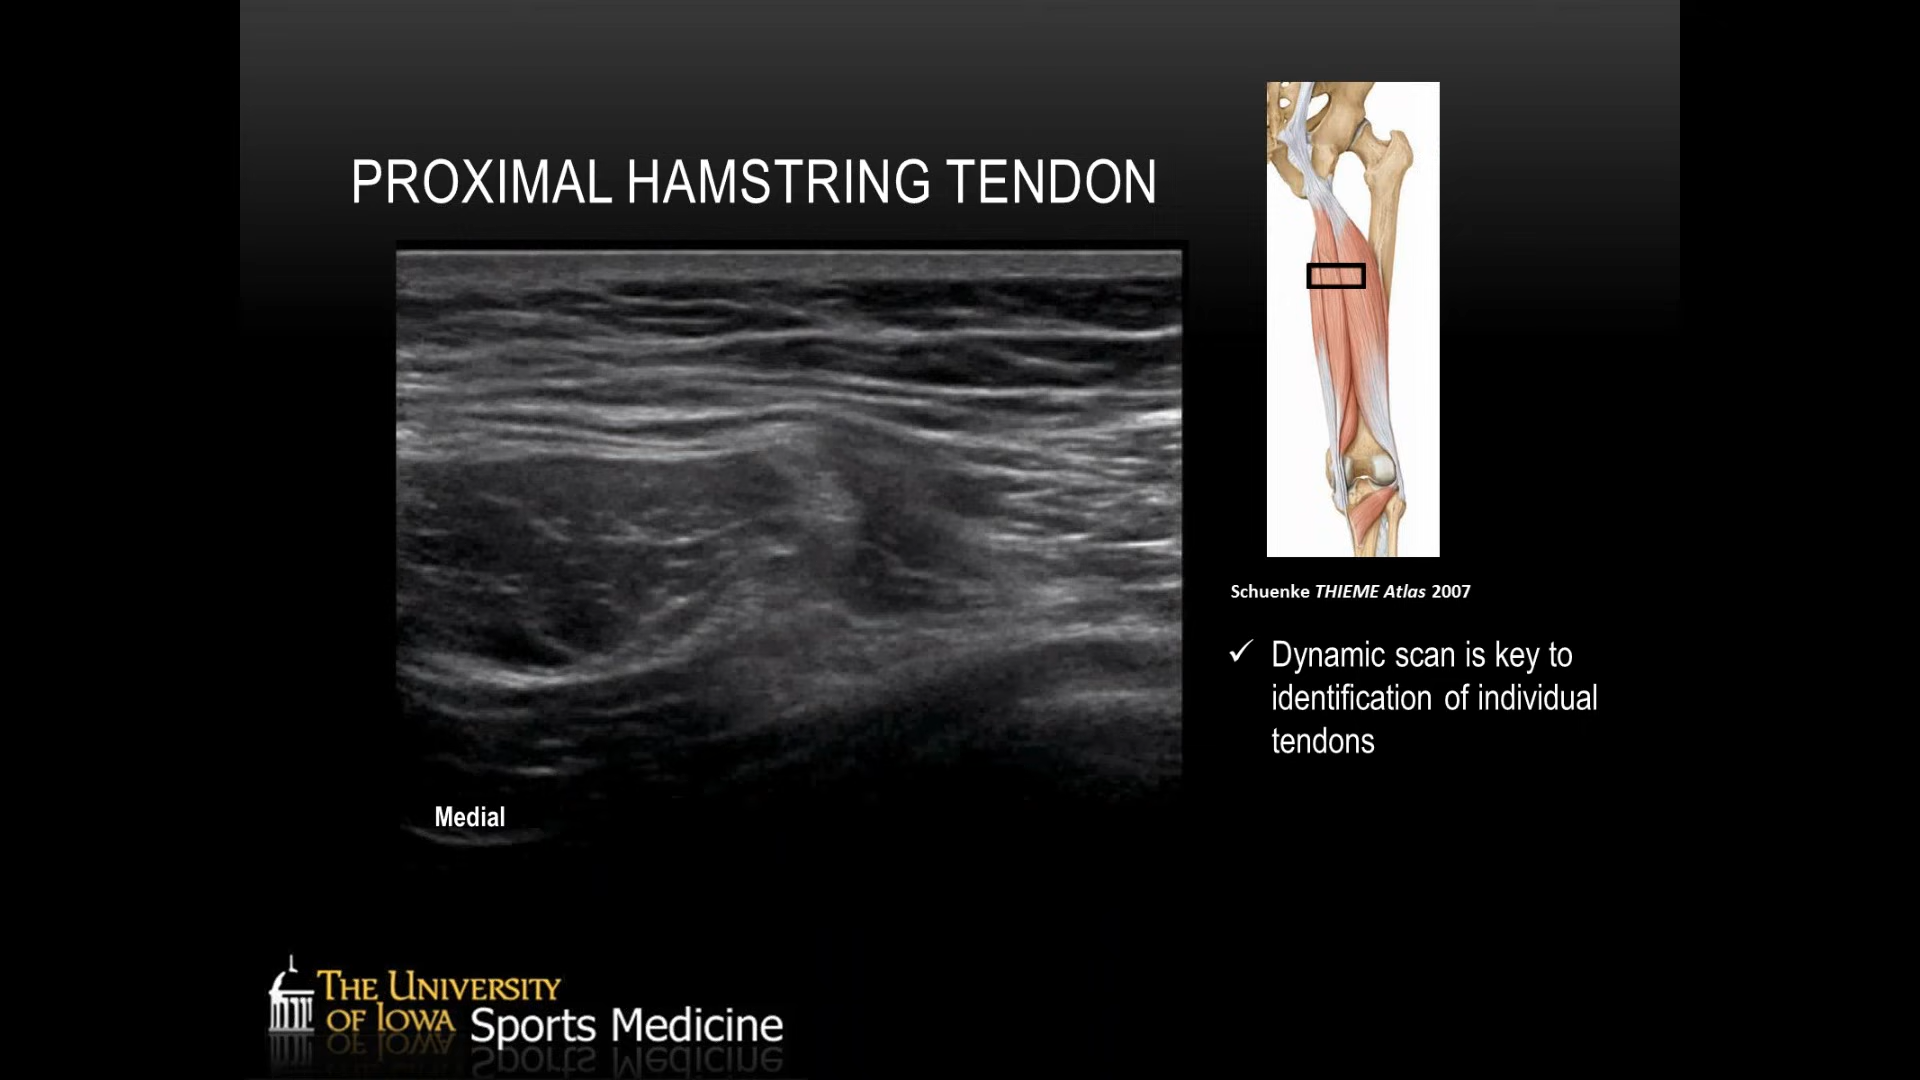 PROXIMAL HAMSTRING TENDON
Schuenke THIEME Atlas 2007
✓ Dynamic scan is key to
identification of individual
tendons
Medial
THE UNIVERSITY
OF IOWA Sports Medicine